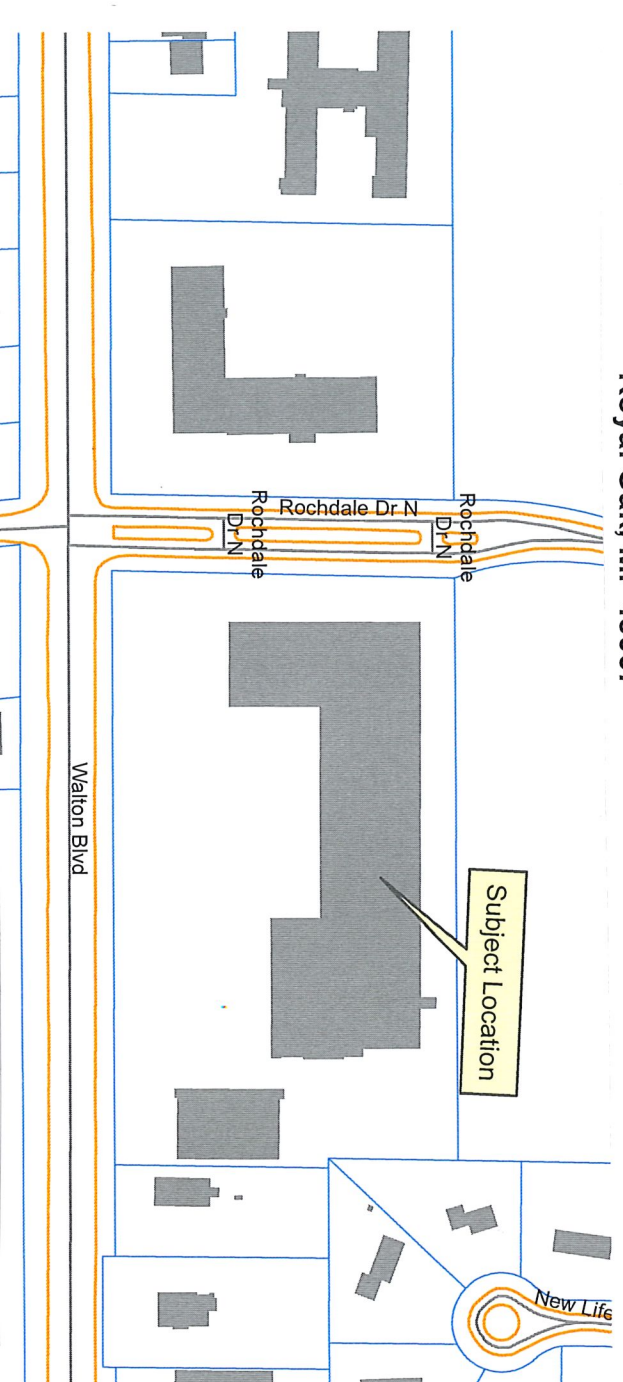 Rochdale Dr N
Rochdale
Dr N
Rochdale
Dr N
Walton Blvd
Subject Location
New Life